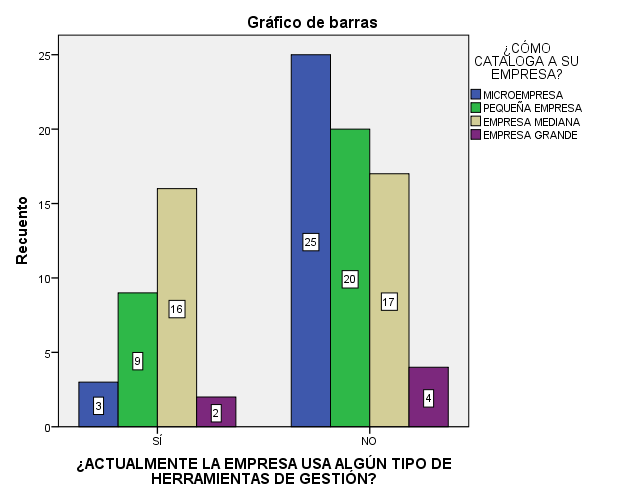 Gráfico de barras
¿CÓMO
CATALOGA A SU
EMPRESA?
MICROEMPRESA
PEQUEÑA EMPRESA
EMPRESA MEDIANA
EMPRESA GRANDE
Recuento
25
20
15
10
5
0
3
9
16
2
25
20
17
4
SÍ
NO
¿ACTUALMENTE LA EMPRESA USA ALGÚN TIPO DE
HERRAMIENTAS DE GESTIÓN?